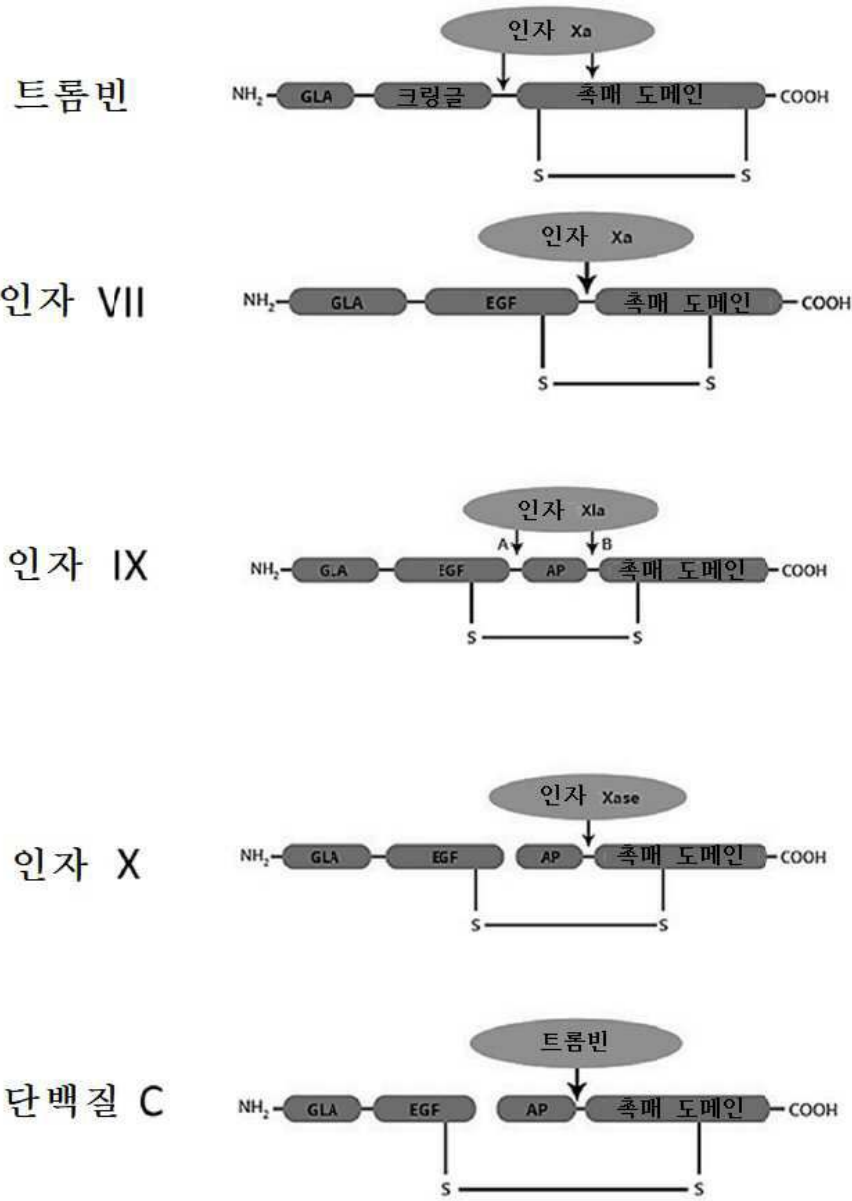 인자 Xa
트롬빈 NH2 GLA 크링글 촉매 도메인 COOH
S S
인자 Xa
인자 VII NH2 GLA EGF 촉매 도메인 COOH
S S
인자 XIa
A B
인자 IX NH2 GLA EGF AP 촉매 도메인 COOH
S S
인자 Xase
인자 X NH2 GLA EGF AP 촉매 도메인 COOH
S S
트롬빈
단백질 C NH2 GLA EGF AP 촉매 도메인 COOH
S S